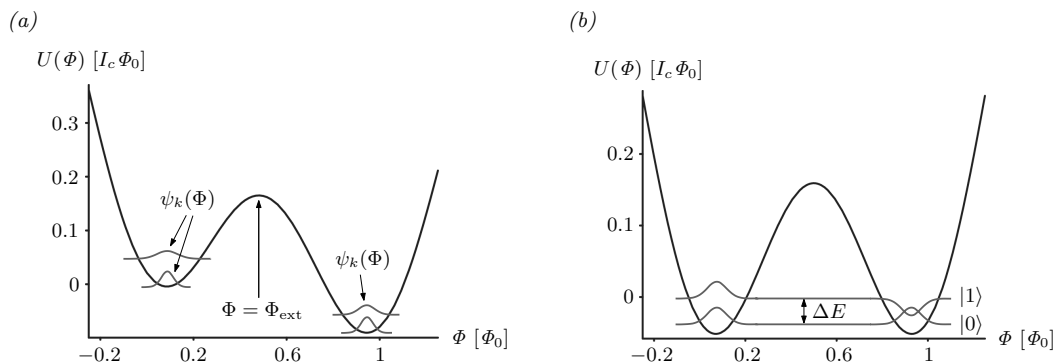 (a)
U(Φ) [I_c Φ_0]
0.3
0.2
0.1
0
ψ_k(Φ)
ψ_k(Φ)
Φ = Φ_ext
−0.2 0.2 0.6 1 Φ [Φ_0]
(b)
U(Φ) [I_c Φ_0]
0.2
0.1
0
ΔE
|1⟩
|0⟩
−0.2 0.2 0.6 1 Φ [Φ_0]